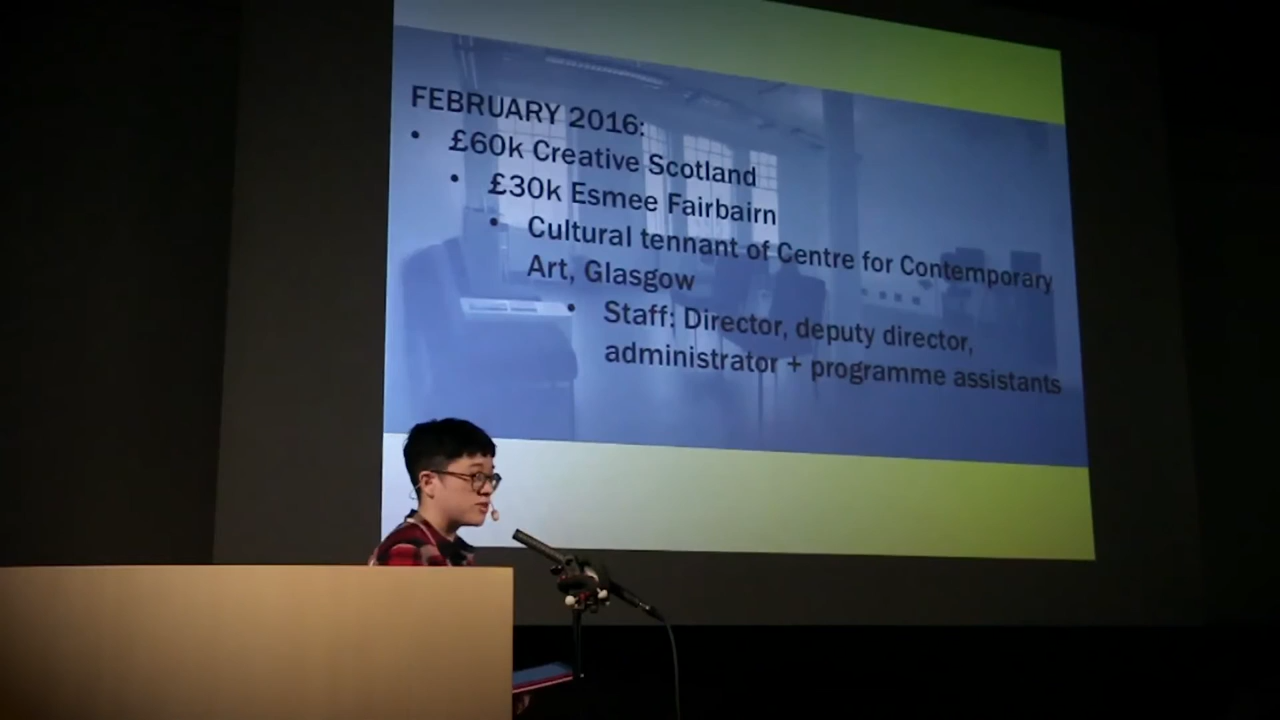 FEBRUARY 2016:
• £60k Creative Scotland
• £30k Esmee Fairbairn
• Cultural tennant of Centre for Contemporary
Art, Glasgow
• Staff: Director, deputy director,
administrator + programme assistants